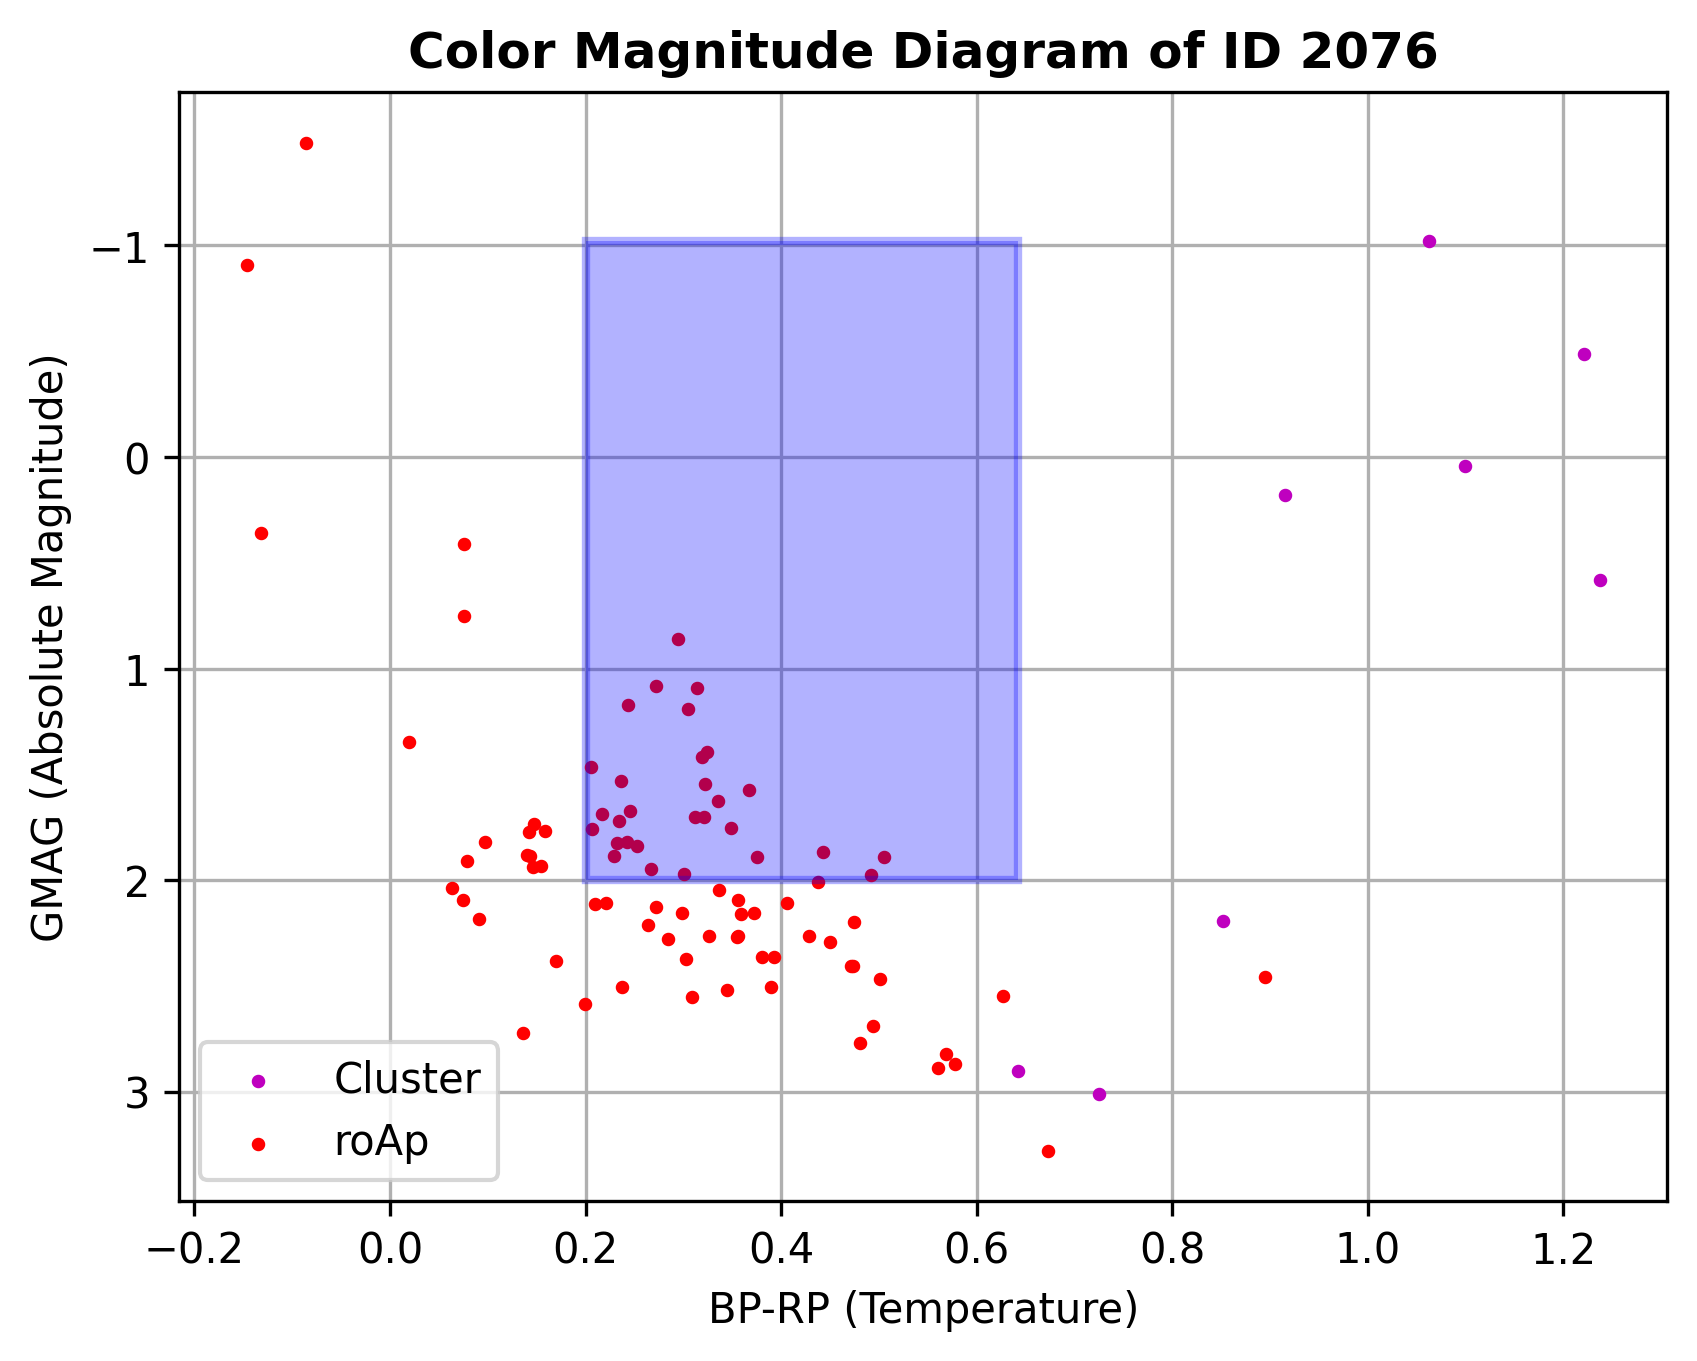 Color Magnitude Diagram of ID 2076
GMAG (Absolute Magnitude)
−1
0
1
2
3
Cluster
roAp
−0.2 0.0 0.2 0.4 0.6 0.8 1.0 1.2
BP-RP (Temperature)